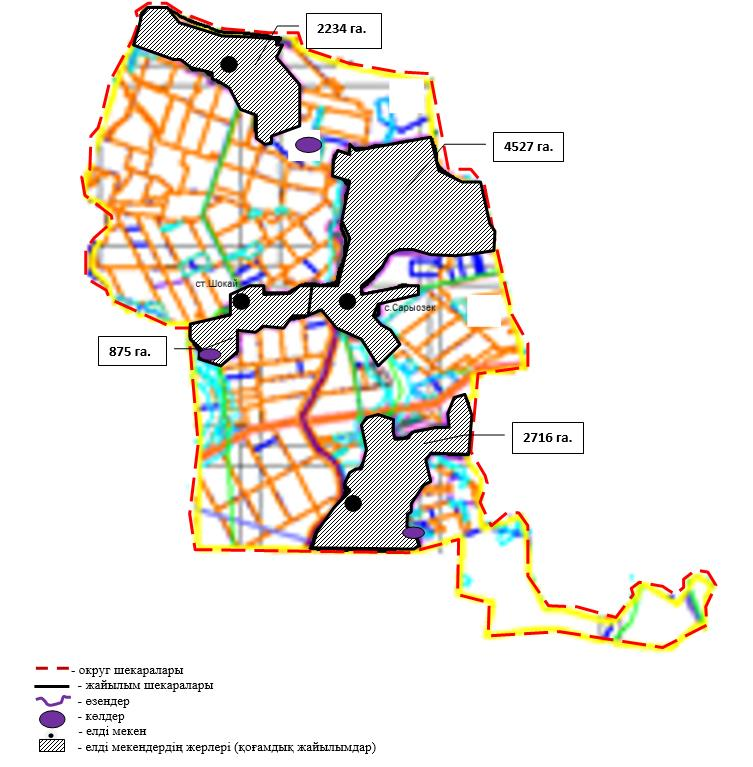 2234 га.
4527 га.
ст.Шокай
с.Сарыозек
875 га.
2716 га.
- округ шекаралары
- жайылым шекаралары
- өзендер
- көлдер
- елді мекен
- елді мекендердің жерлері (қоғамдық жайылымдар)